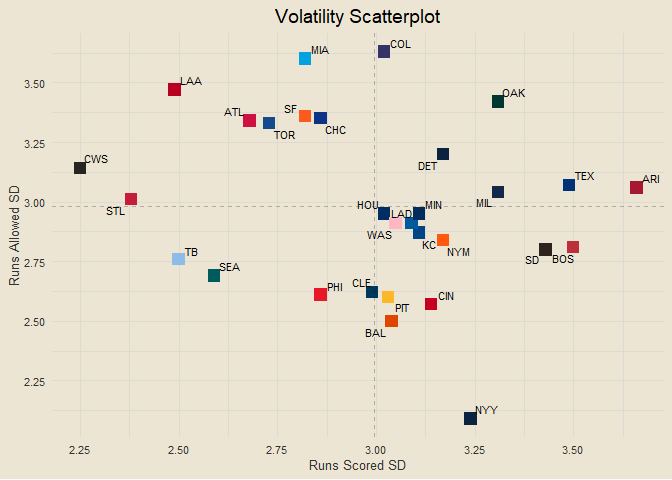 Volatility Scatterplot
COL
MIA
3.50
LAA
OAK
ATL
SF
TOR
CHC
3.25
DET
CWS
TEX
ARI
STL
MIL
3.00
HOU
LAD
MIN
WAS
KC
NYM
SD
BOS
2.75
TB
SEA
PHI
CLE
PIT
CIN
2.50
BAL
2.25
NYY
Runs Allowed SD
2.25 2.50 2.75 3.00 3.25 3.50
Runs Scored SD